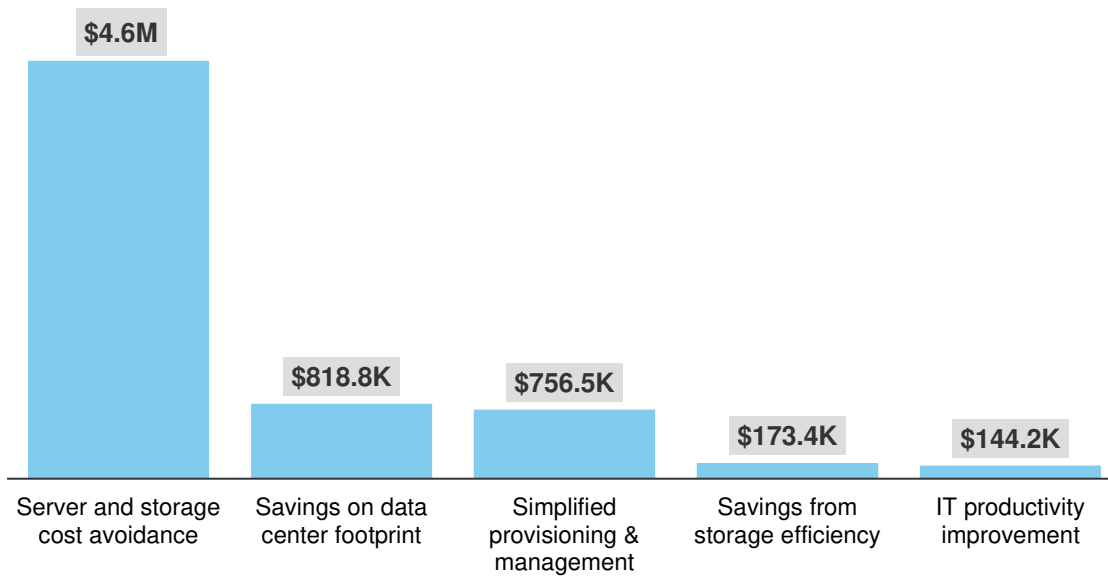 $4.6M
$818.8K
$756.5K
$173.4K
$144.2K
Server and storage
cost avoidance
Savings on data
center footprint
Simplified
provisioning &
management
Savings from
storage efficiency
IT productivity
improvement